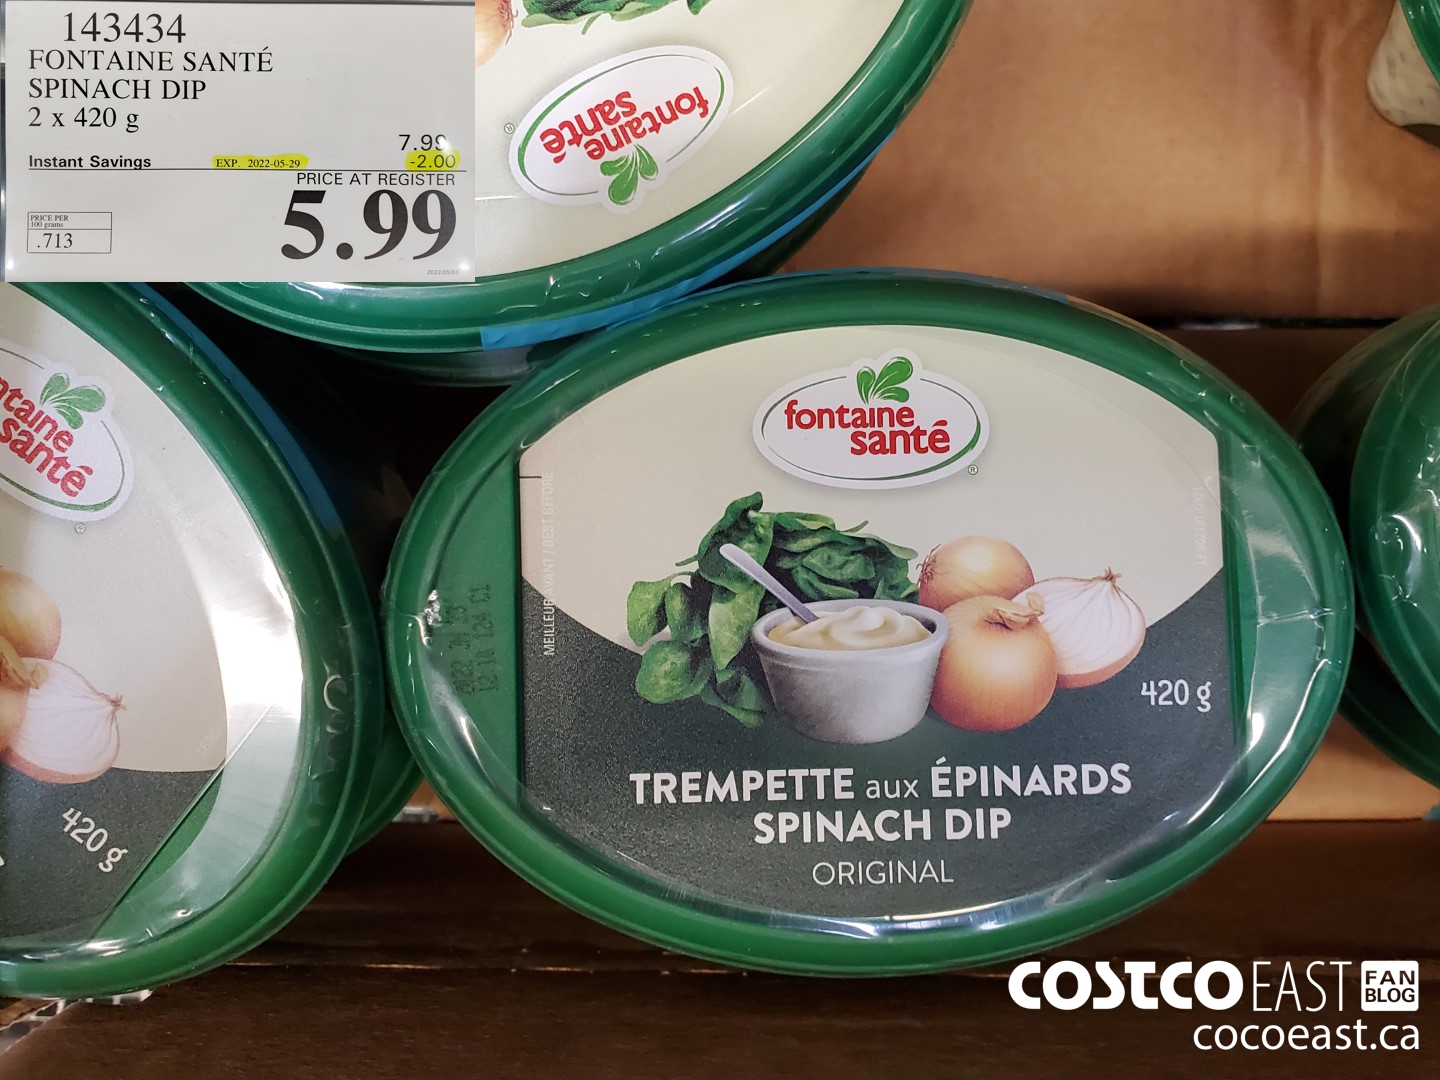 143434
FONTAINE SANTÉ
SPINACH DIP
2 x 420 g
7.99
Instant Savings EXP. 2022-05-29 -2.00
PRICE AT REGISTER
5.99
PRICE PER
100 grams
.713
fontaine
santé
®
ntaine
santé
®
420 g
fontaine
santé
®
MEILLEUR AVANT / BEST BEFORE
420 g
TREMPETTE aux ÉPINARDS
SPINACH DIP
ORIGINAL
COSTCO EAST FAN
BLOG
cocoeast.ca